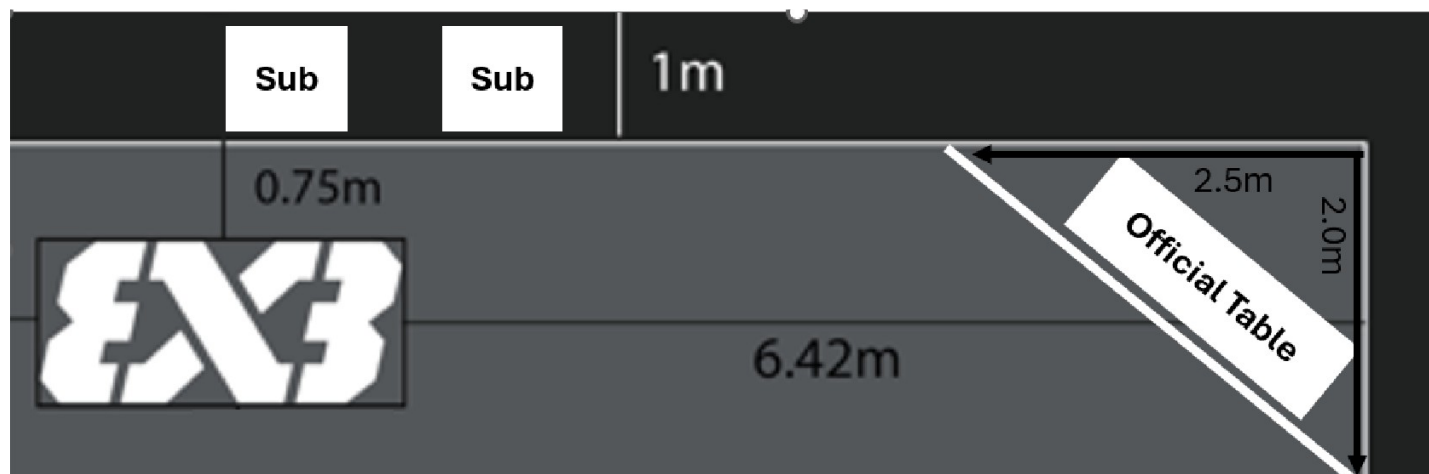 Sub
Sub
1m
0.75m
2.5m
2.0m
Official Table
3X3
6.42m